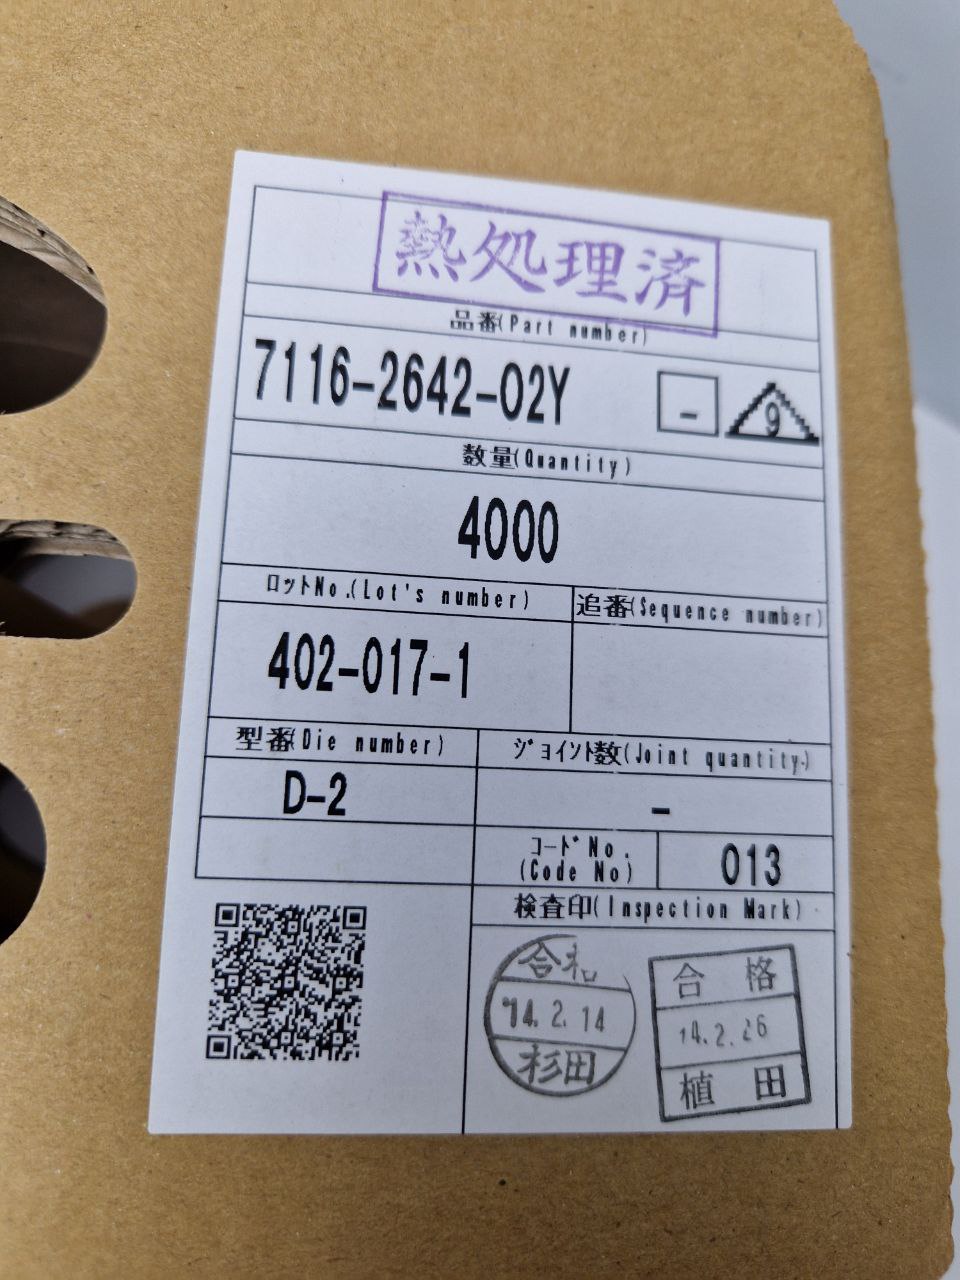 熱処理済
品番(Part number)
7116-2642-02Y - 9
数量(Quantity)
4000
ロットNo.(Lot's number) 追番(Sequence number)
402-017-1
型番(Die number) ジョイント数(Joint quantity)
D-2 -
コードNo. 013
(Code No)
検査印(Inspection Mark)
合格 合格
'14.2.14 14.2.26
杉田 植田